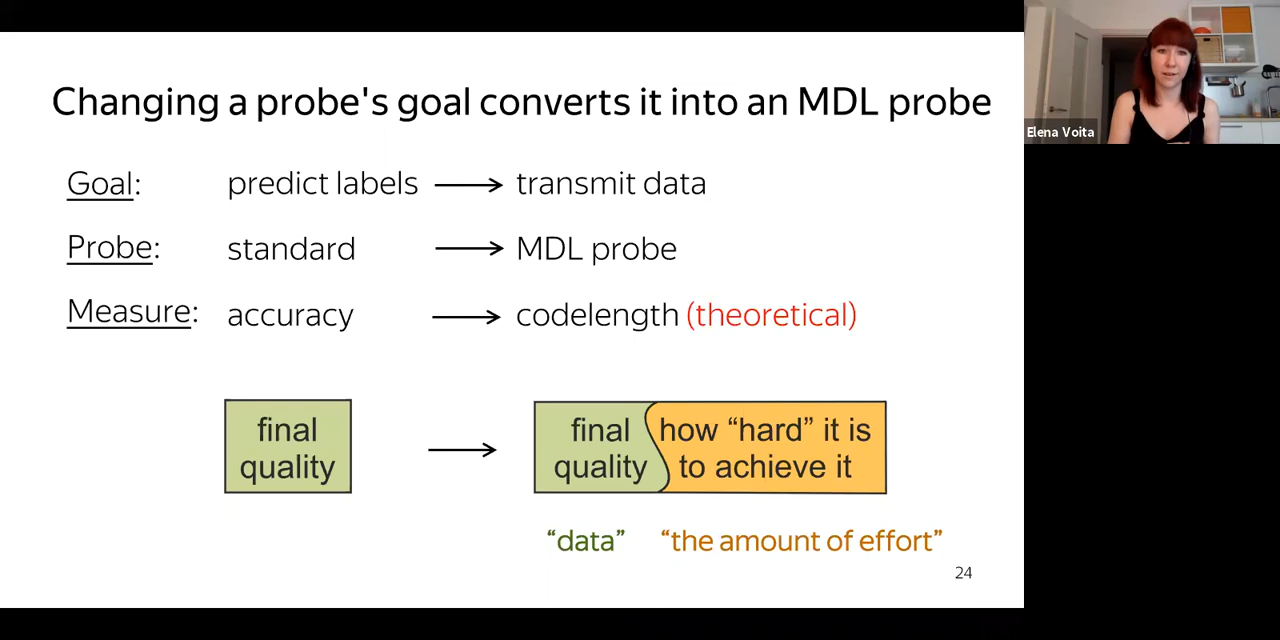 Changing a probe's goal converts it into an MDL probe
Goal: predict labels → transmit data
Probe: standard → MDL probe
Measure: accuracy → codelength (theoretical)
final
quality
→
final
quality
how “hard” it is
to achieve it
“data” “the amount of effort”
24
Elena Voita